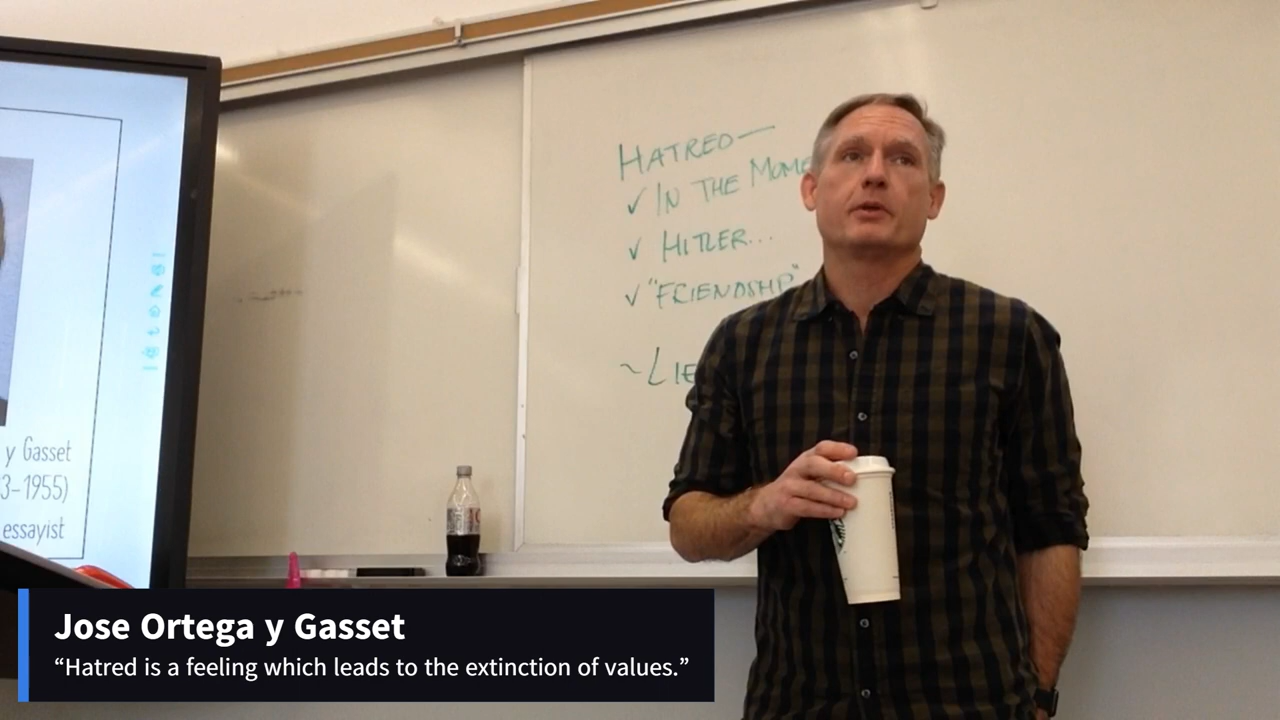 y Gasset
3–1955)
essayist
HATRED—
✓ IN THE MOME
✓ HITLER...
✓ "FRIENDSHIP"
~LIE
Jose Ortega y Gasset
“Hatred is a feeling which leads to the extinction of values.”